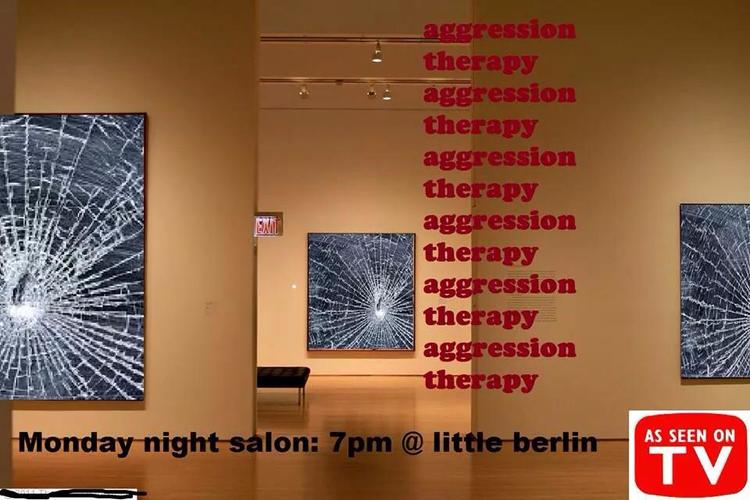 aggression
therapy
aggression
therapy
aggression
therapy
aggression
therapy
aggression
therapy
aggression
therapy
EXIT
Monday night salon: 7pm @ little berlin
AS SEEN ON
TV